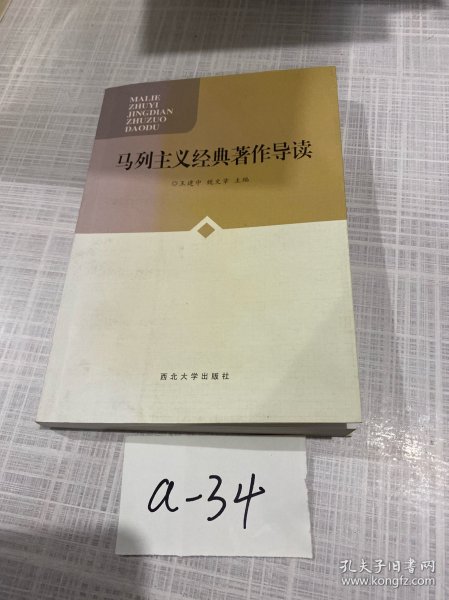 MALIE
ZHUYI
JINGDIAN
ZHUZUO
DAODU
马列主义经典著作导读
◎王建中 魏文章 主编
西北大学出版社
a-34
孔夫子旧书网
www.kongfz.com